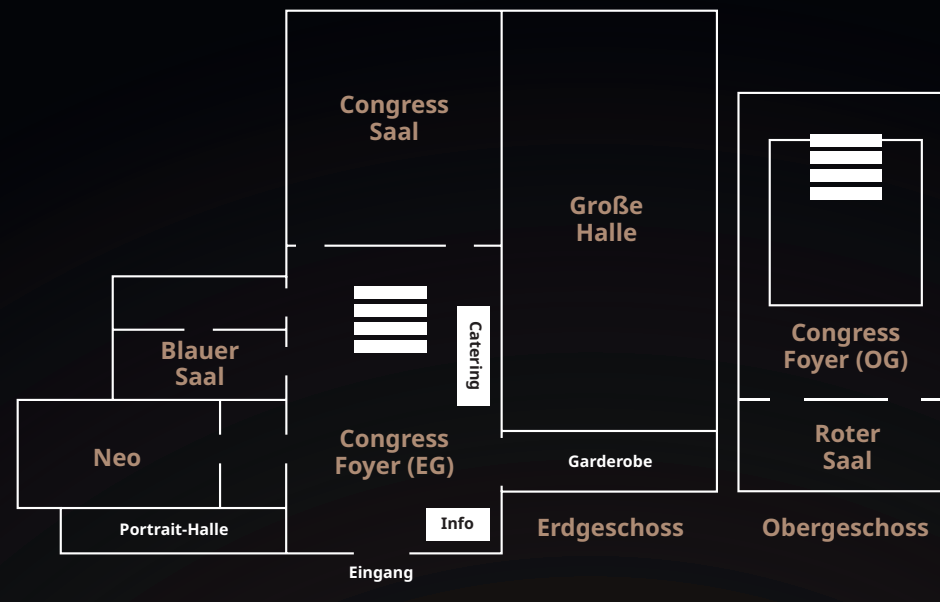 Congress
Saal
Große
Halle
Catering
Blauer
Saal
Congress
Foyer (OG)
Neo
Congress
Foyer (EG)
Garderobe
Roter
Saal
Portrait-Halle
Info
Erdgeschoss
Obergeschoss
Eingang